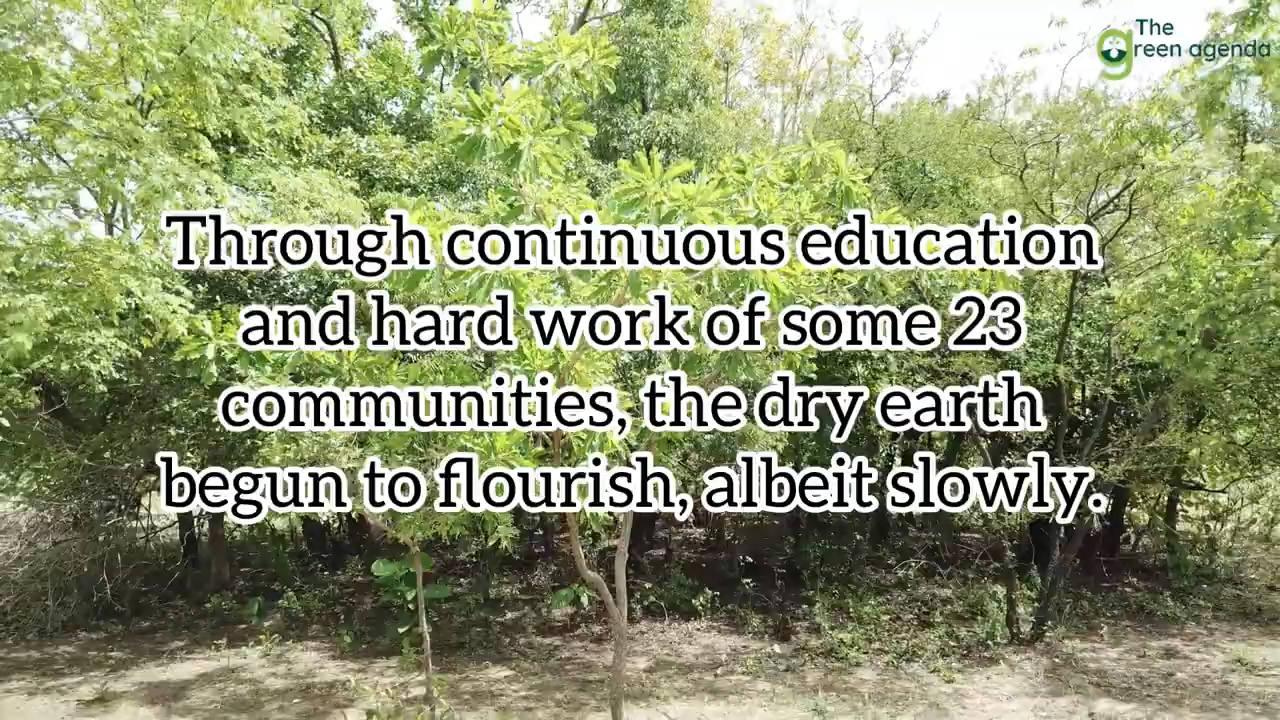 The
green agenda
Through continuous education
and hard work of some 23
communities, the dry earth
begun to flourish, albeit slowly.